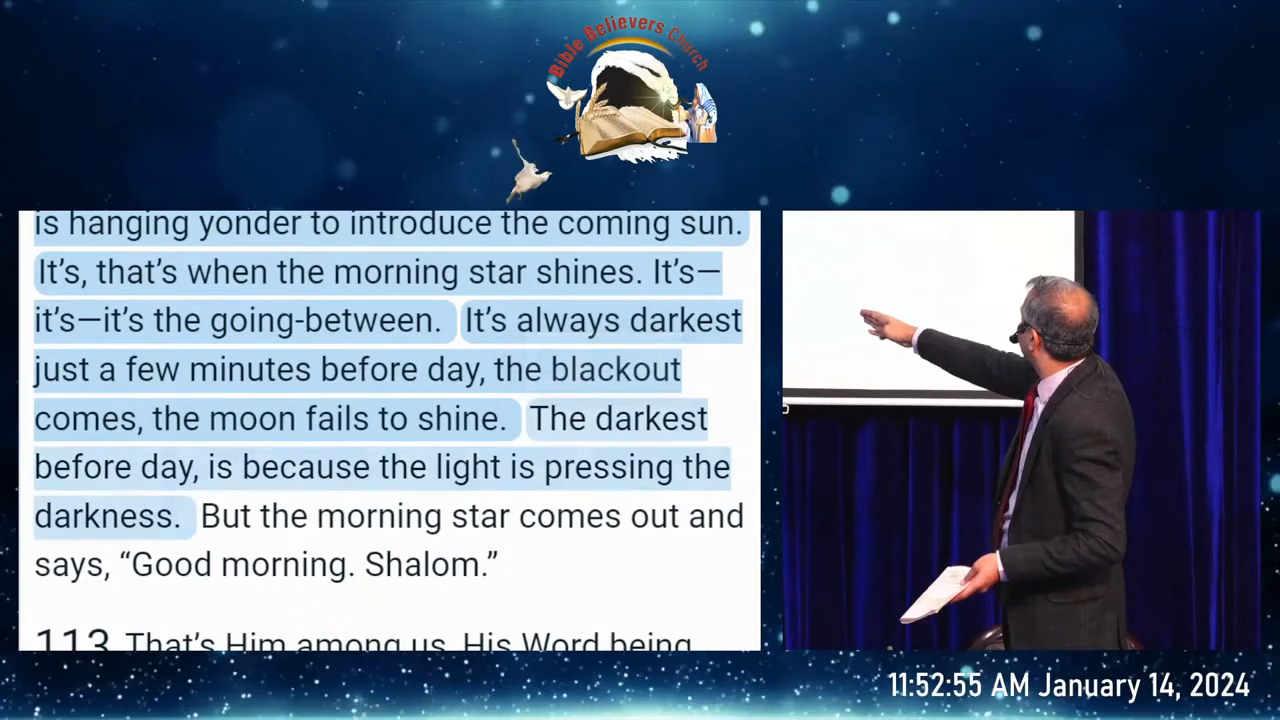 Bible Believers Church
is hanging yonder to introduce the coming sun.
It’s, that’s when the morning star shines. It’s—
it’s—it’s the going-between. It’s always darkest
just a few minutes before day, the blackout
comes, the moon fails to shine. The darkest
before day, is because the light is pressing the
darkness. But the morning star comes out and
says, “Good morning. Shalom.”
113 That’s Him among us, His Word being
11:52:55 AM January 14, 2024